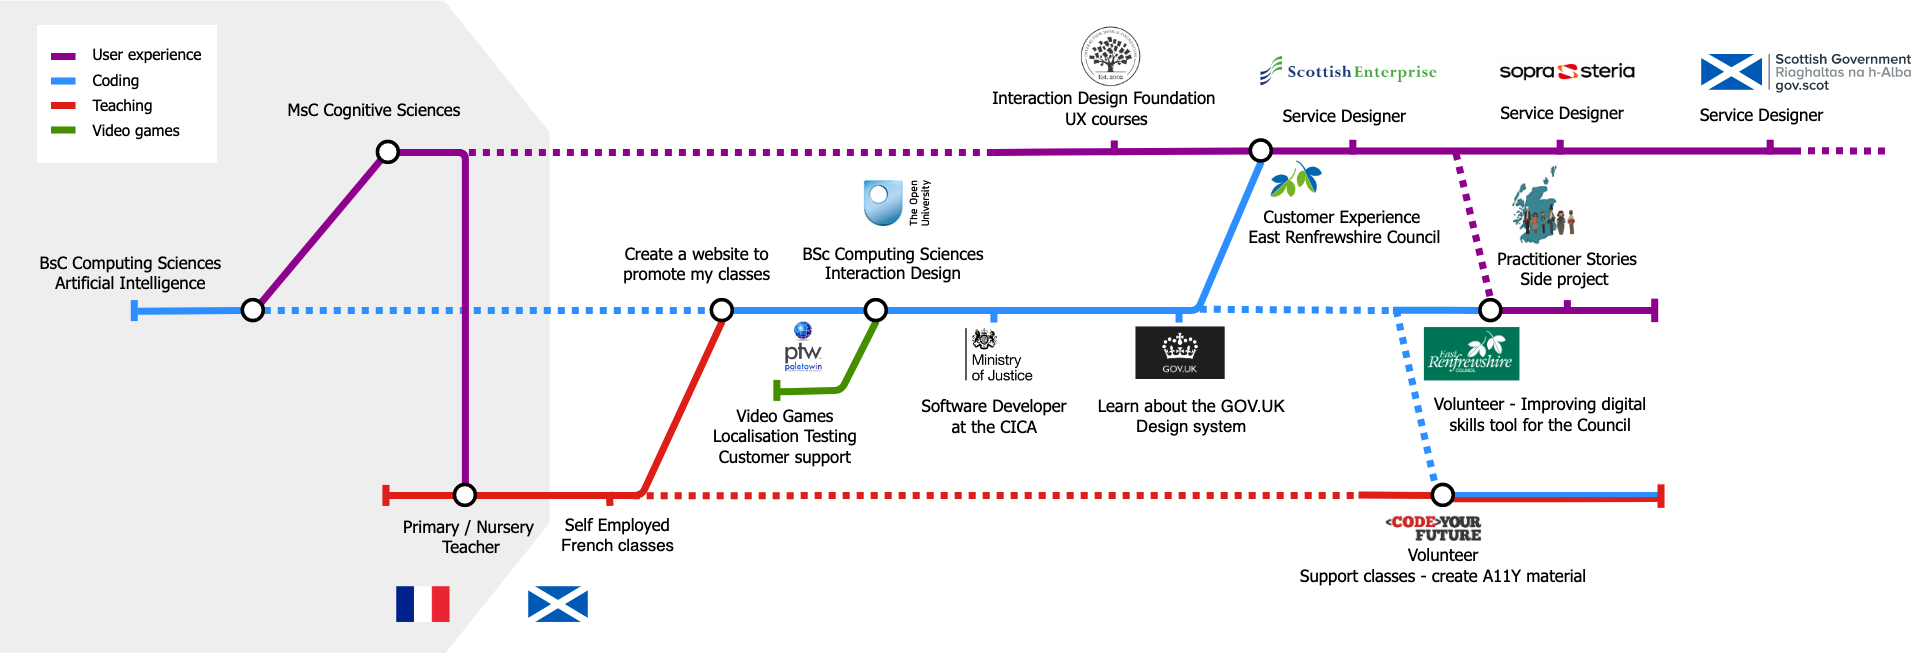 User experience
Coding
Teaching
Video games
MsC Cognitive Sciences
BsC Computing Sciences
Artificial Intelligence
Primary / Nursery
Teacher
Self Employed
French classes
Create a website to
promote my classes
The Open
University
BSc Computing Sciences
Interaction Design
ptw
poletowin
Video Games
Localisation Testing
Customer support
Ministry
of Justice
Software Developer
at the CICA
GOV.UK
Learn about the GOV.UK
Design system
INTERACTION DESIGN FOUNDATION
Est. 2002
Interaction Design Foundation
UX courses
Scottish Enterprise
Service Designer
sopra steria
Service Designer
Scottish Government
Riaghaltas na h-Alba
gov.scot
Service Designer
Customer Experience
East Renfrewshire Council
Practitioner Stories
Side project
East
Renfrewshire
COUNCIL
Volunteer - Improving digital
skills tool for the Council
<CODE>YOUR
FUTURE
Volunteer
Support classes - create A11Y material